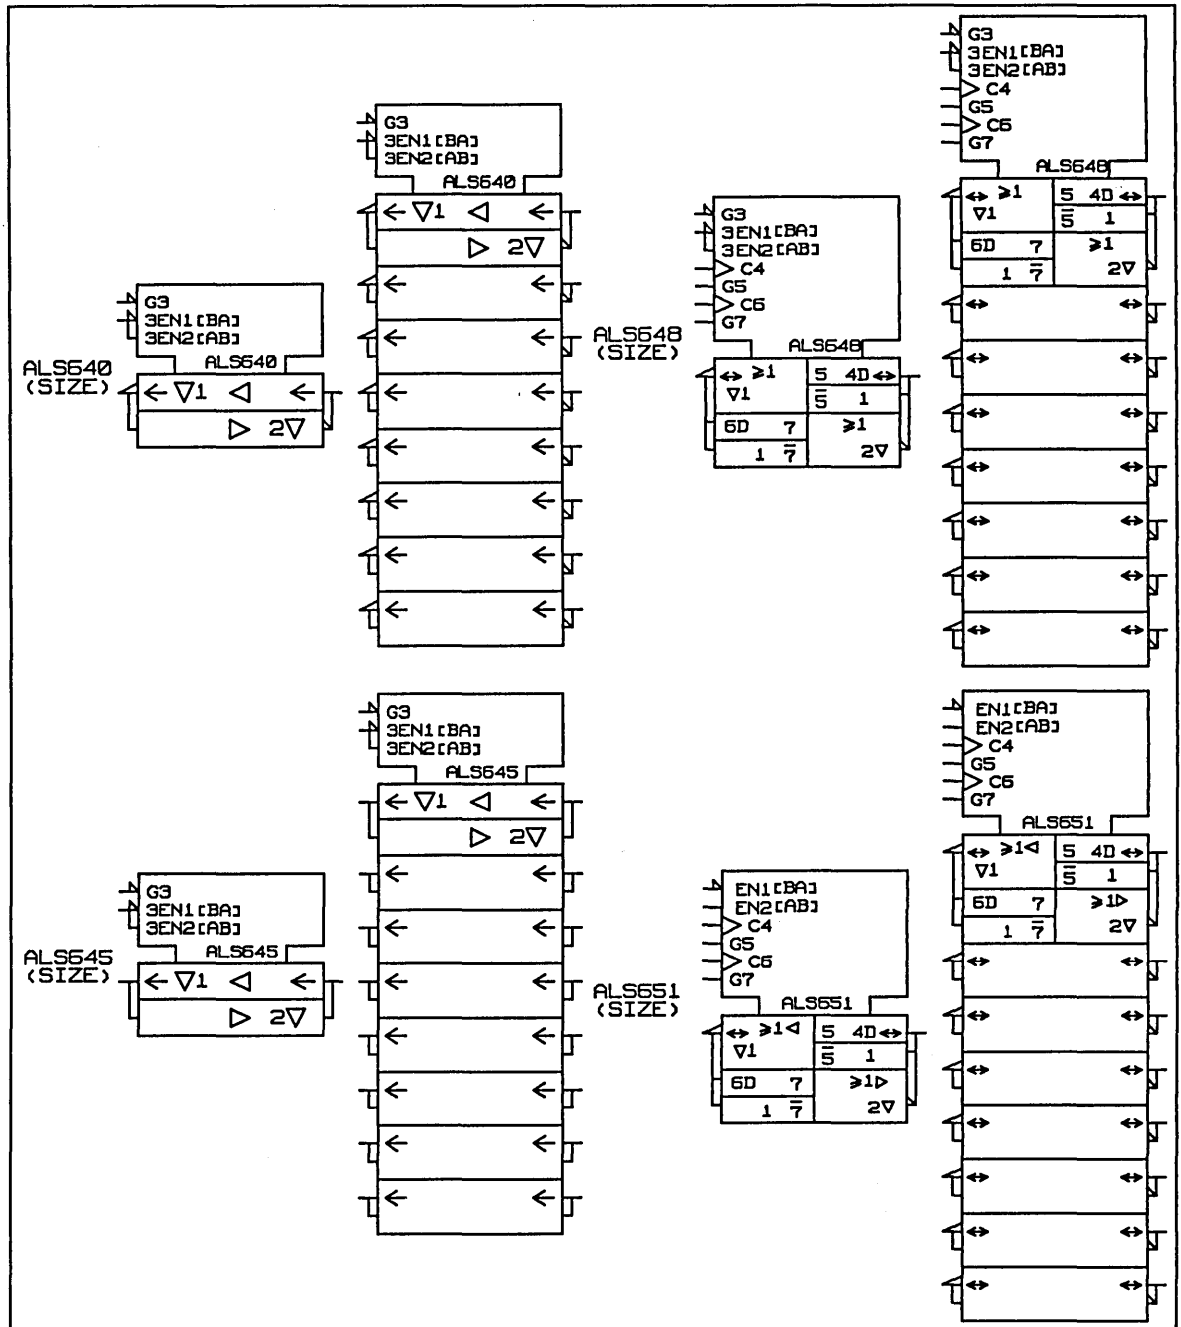 G3
3EN1[BA]
3EN2[AB]
ALS640
▽1 ◁
▷ 2▽
ALS640
(SIZE)
G3
3EN1[BA]
3EN2[AB]
ALS640
▽1 ◁
▷ 2▽
ALS648
(SIZE)
G3
3EN1[BA]
3EN2[AB]
C4
G5
C6
G7
ALS648
↔ ≥1 5 4D ↔
▽1 5̅ 1
6D 7 ≥1
1 7̅ 2▽
G3
3EN1[BA]
3EN2[AB]
C4
G5
C6
G7
ALS648
↔ ≥1 5 4D ↔
▽1 5̅ 1
6D 7 ≥1
1 7̅ 2▽
G3
3EN1[BA]
3EN2[AB]
ALS645
▽1 ◁
▷ 2▽
ALS645
(SIZE)
G3
3EN1[BA]
3EN2[AB]
ALS645
▽1 ◁
▷ 2▽
ALS651
(SIZE)
EN1[BA]
EN2[AB]
C4
G5
C6
G7
ALS651
↔ ≥1◁ 5 4D ↔
▽1 5̅ 1
6D 7 ≥1▷
1 7̅ 2▽
EN1[BA]
EN2[AB]
C4
G5
C6
G7
ALS651
↔ ≥1◁ 5 4D ↔
▽1 5̅ 1
6D 7 ≥1▷
1 7̅ 2▽